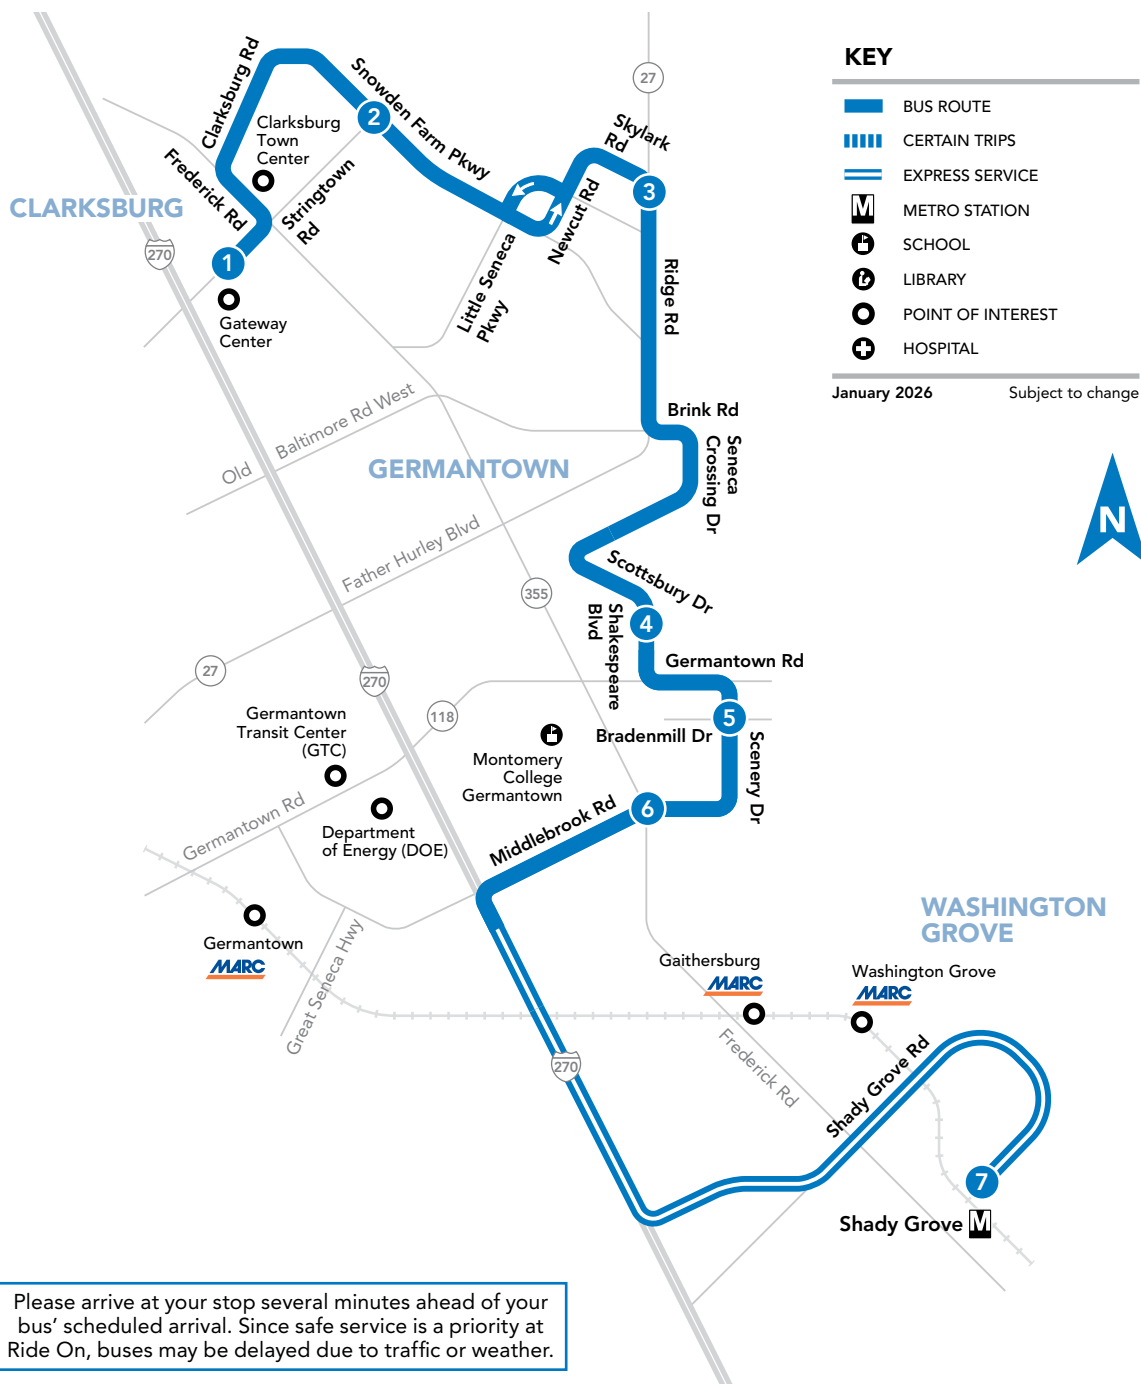 KEY
BUS ROUTE
CERTAIN TRIPS
EXPRESS SERVICE
M
METRO STATION
SCHOOL
LIBRARY
POINT OF INTEREST
HOSPITAL
January 2026
Subject to change
N
CLARKSBURG
GERMANTOWN
WASHINGTON
GROVE
Clarksburg Rd
Clarksburg
Town
Center
Frederick Rd
Stringtown
Rd
1
Gateway
Center
270
2
Snowden Farm Pkwy
27
Skylark
Rd
3
Newcut Rd
Little Seneca
Pkwy
Ridge Rd
Brink Rd
Seneca
Crossing Dr
Old
Baltimore Rd West
Father Hurley Blvd
Scottsbury Dr
355
4
Shakespeare
Blvd
Germantown Rd
27
270
118
5
Bradenmill Dr
Scenery Dr
Germantown
Transit Center
(GTC)
Montomery
College
Germantown
6
Middlebrook Rd
Germantown Rd
Department
of Energy (DOE)
Germantown
MARC
Great Seneca Hwy
Gaithersburg
MARC
Washington Grove
MARC
270
Frederick Rd
Shady Grove Rd
7
Shady Grove
M
Please arrive at your stop several minutes ahead of your
bus’ scheduled arrival. Since safe service is a priority at
Ride On, buses may be delayed due to traffic or weather.